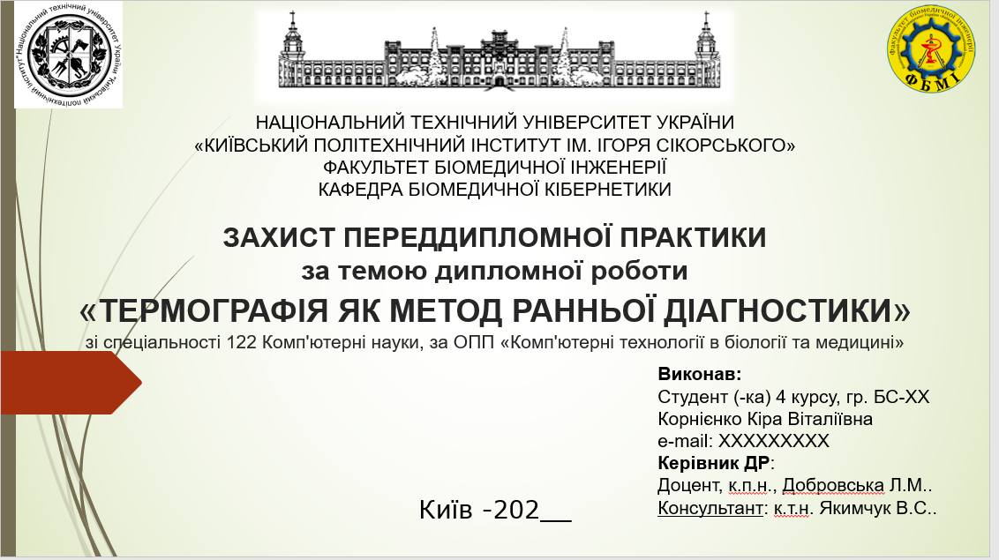 Національний технічний університет України "Київський політехнічний інститут"
Факультет біомедичної інженерії
ФБМІ
НАЦІОНАЛЬНИЙ ТЕХНІЧНИЙ УНІВЕРСИТЕТ УКРАЇНИ
«КИЇВСЬКИЙ ПОЛІТЕХНІЧНИЙ ІНСТИТУТ ІМ. ІГОРЯ СІКОРСЬКОГО»
ФАКУЛЬТЕТ БІОМЕДИЧНОЇ ІНЖЕНЕРІЇ
КАФЕДРА БІОМЕДИЧНОЇ КІБЕРНЕТИКИ
ЗАХИСТ ПЕРЕДДИПЛОМНОЇ ПРАКТИКИ
за темою дипломної роботи
«ТЕРМОГРАФІЯ ЯК МЕТОД РАННЬОЇ ДІАГНОСТИКИ»
зі спеціальності 122 Комп'ютерні науки, за ОПП «Комп'ютерні технології в біології та медицині»
Виконав:
Студент (-ка) 4 курсу, гр. БС-ХХ
Корнієнко Кіра Віталіївна
e-mail: XXXXXXXXX
Керівник ДР:
Доцент, к.п.н., Добровська Л.М..
Консультант: к.т.н. Якимчук В.С..
Київ -202__